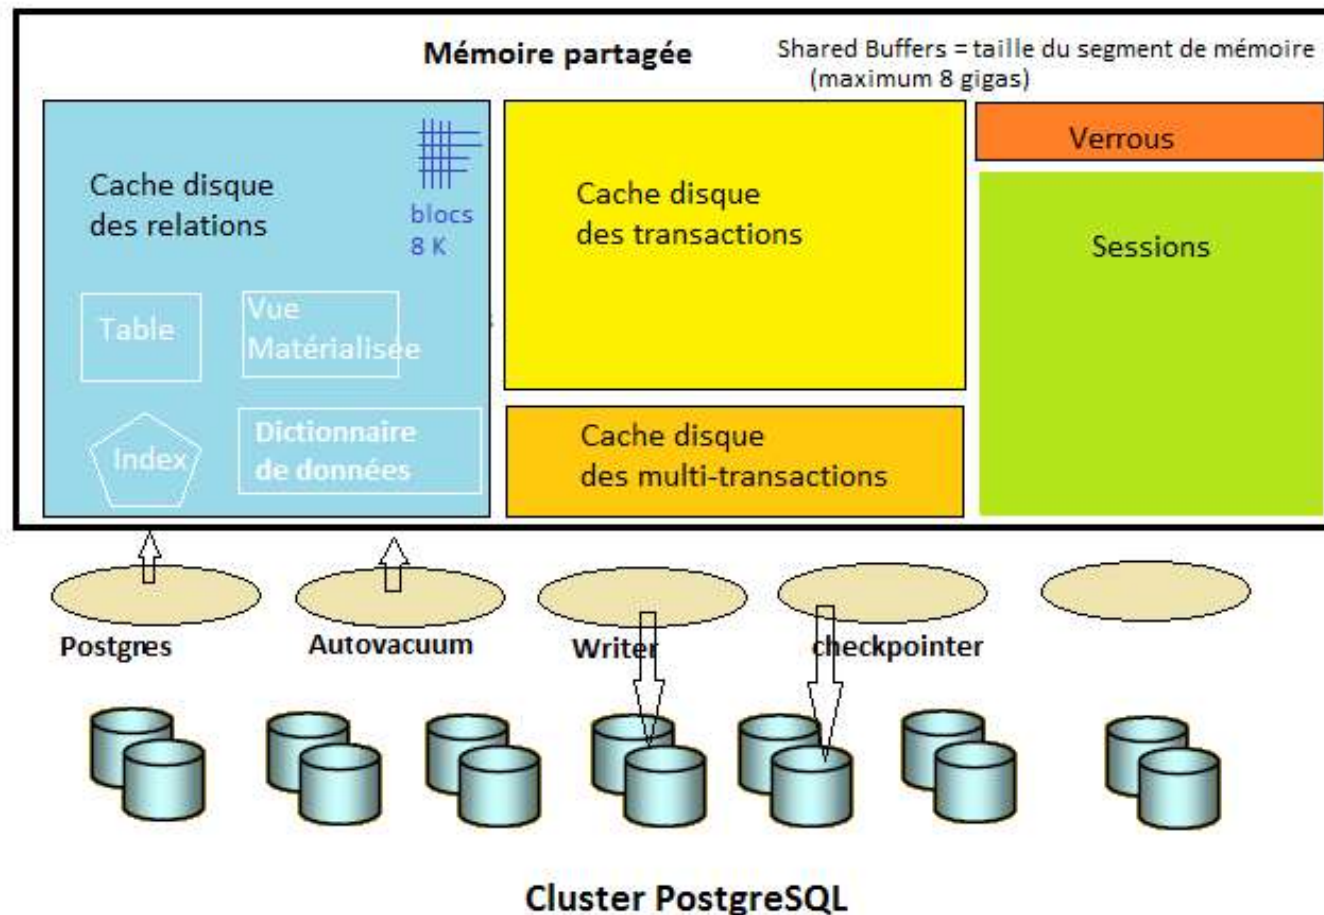 Mémoire partagée
Shared Buffers = taille du segment de mémoire
(maximum 8 gigas)
Cache disque
des relations
blocs
8 K
Table
Vue
Matérialisée
Index
Dictionnaire
de données
Cache disque
des transactions
Cache disque
des multi-transactions
Verrous
Sessions
Postgres
Autovacuum
Writer
checkpointer
Cluster PostgreSQL